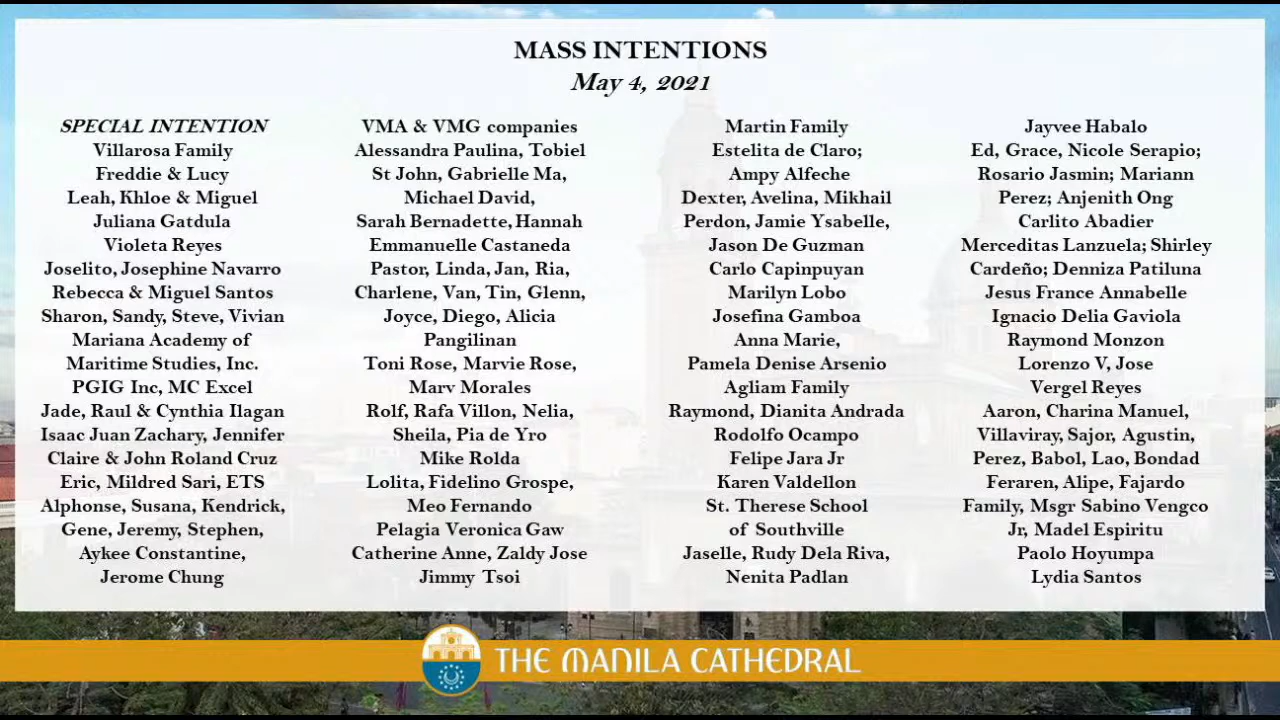 MASS INTENTIONS
May 4, 2021
SPECIAL INTENTION
Villarosa Family
Freddie & Lucy
Leah, Khloe & Miguel
Juliana Gatdula
Violeta Reyes
Joselito, Josephine Navarro
Rebecca & Miguel Santos
Sharon, Sandy, Steve, Vivian
Mariana Academy of
Maritime Studies, Inc.
PGIG Inc, MC Excel
Jade, Raul & Cynthia Ilagan
Isaac Juan Zachary, Jennifer
Claire & John Roland Cruz
Eric, Mildred Sari, ETS
Alphonse, Susana, Kendrick,
Gene, Jeremy, Stephen,
Aykee Constantine,
Jerome Chung
VMA & VMG companies
Alessandra Paulina, Tobiel
St John, Gabrielle Ma,
Michael David,
Sarah Bernadette, Hannah
Emmanuelle Castaneda
Pastor, Linda, Jan, Ria,
Charlene, Van, Tin, Glenn,
Joyce, Diego, Alicia
Pangilinan
Toni Rose, Marvie Rose,
Marv Morales
Rolf, Rafa Villon, Nelia,
Sheila, Pia de Yro
Mike Rolda
Lolita, Fidelino Grospe,
Meo Fernando
Pelagia Veronica Gaw
Catherine Anne, Zaldy Jose
Jimmy Tsoi
Martin Family
Estelita de Claro;
Ampy Alfeche
Dexter, Avelina, Mikhail
Perdon, Jamie Ysabelle,
Jason De Guzman
Carlo Capinpuyan
Marilyn Lobo
Josefina Gamboa
Anna Marie,
Pamela Denise Arsenio
Agliam Family
Raymond, Dianita Andrada
Rodolfo Ocampo
Felipe Jara Jr
Karen Valdellon
St. Therese School
of Southville
Jaselle, Rudy Dela Riva,
Nenita Padlan
Jayvee Habalo
Ed, Grace, Nicole Serapio;
Rosario Jasmin; Mariann
Perez; Anjenith Ong
Carlito Abadier
Merceditas Lanzuela; Shirley
Cardeño; Denniza Patiluna
Jesus France Annabelle
Ignacio Delia Gaviola
Raymond Monzon
Lorenzo V, Jose
Vergel Reyes
Aaron, Charina Manuel,
Villaviray, Sajor, Agustin,
Perez, Babol, Lao, Bondad
Feraren, Alipe, Fajardo
Family, Msgr Sabino Vengco
Jr, Madel Espiritu
Paolo Hoyumpa
Lydia Santos
THE MANILA CATHEDRAL